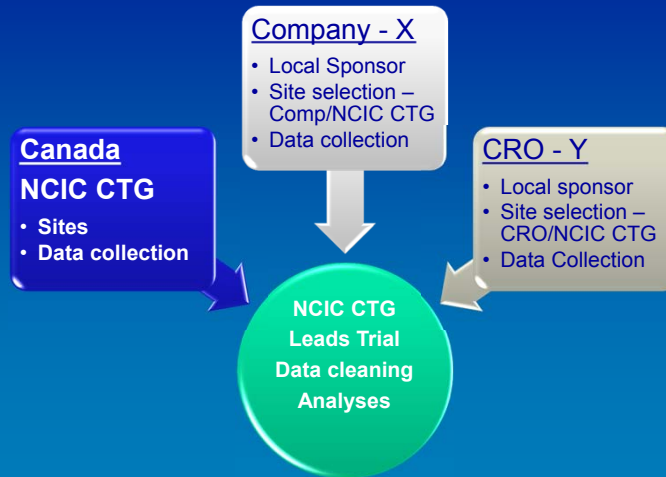 Company - X
• Local Sponsor
• Site selection –
Comp/NCIC CTG
• Data collection
Canada
NCIC CTG
• Sites
• Data collection
CRO - Y
• Local sponsor
• Site selection –
CRO/NCIC CTG
• Data Collection
NCIC CTG
Leads Trial
Data cleaning
Analyses